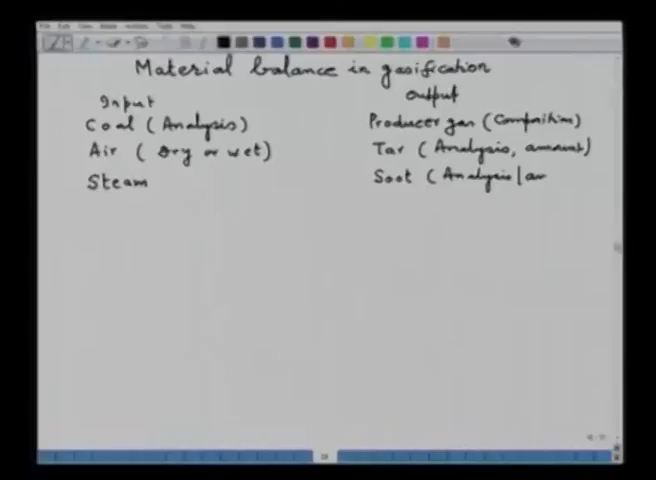 Material balance in gasification
Input
Output
Coal (Analysis)
Producer gas (Composition)
Air (Dry or wet)
Tar (Analysis, amount)
Steam
Soot (Analysis | am